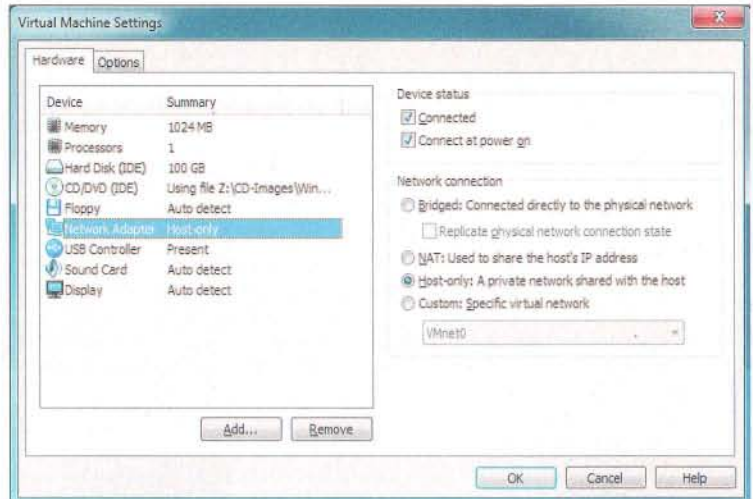 Virtual Machine Settings
Hardware Options
Device Summary
Memory 1024 MB
Processors 1
Hard Disk (IDE) 100 GB
CD/DVD (IDE) Using file Z:\CD-Images\Win...
Floppy Auto detect
Network Adapter Host-only
USB Controller Present
Sound Card Auto detect
Display Auto detect
Add... Remove
Device status
Connected
Connect at power on
Network connection
Bridged: Connected directly to the physical network
Replicate physical network connection state
NAT: Used to share the host's IP address
Host-only: A private network shared with the host
Custom: Specific virtual network
VMnet0
OK Cancel Help